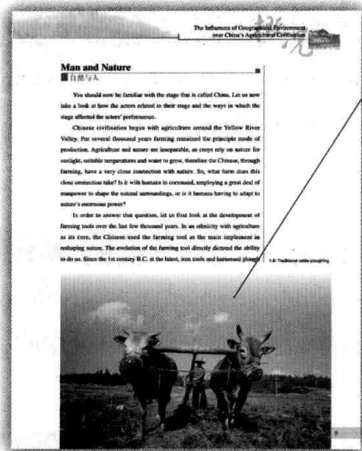 The Influences of Geographical Environment
over China's Agricultural Civilization
Man and Nature
自然与人
You should now be familiar with the stage that is called China. Let us now
take a look at how the actors related to their stage and the ways in which the
stage affected the actors' performance.
Chinese civilization began with agriculture around the Yellow River
Valley. For several thousand years farming remained the principle mode of
production. Agriculture and nature are inseparable, as crops rely on nature for
sunlight, suitable temperatures and water to grow, therefore the Chinese, through
farming, have a very close connection with nature. So, what form does this
close connection take? Is it with humans in command, employing a great deal of
manpower to shape the natural surroundings, or is it humans having to adapt to
nature's enormous power?
In order to answer that question, let us first look at the development of
farming tools over the last few thousand years. In an ethnicity with agriculture
as its core, the Chinese used the farming tool as the main implement in
reshaping nature. The evolution of the farming tool directly dictated the ability
to do so. Since the 1st century B.C. at the latest, iron tools and harnessed plough
1-8: Traditional cattle-ploughing
9